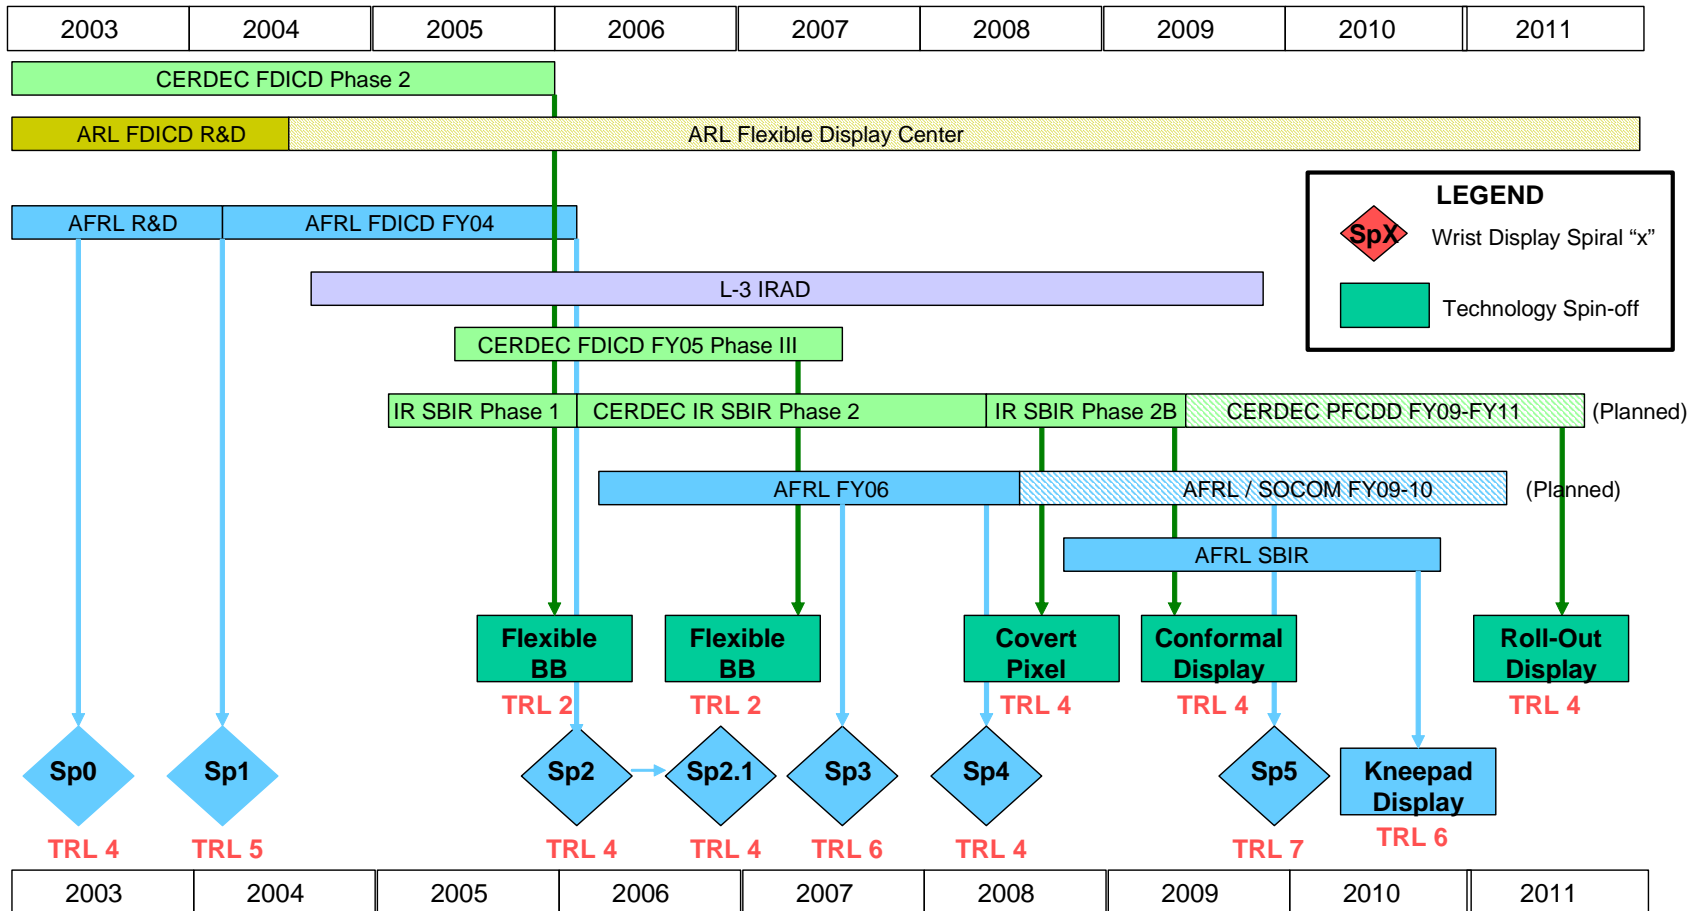 2003 2004 2005 2006 2007 2008 2009 2010 2011
CERDEC FDICD Phase 2
ARL FDICD R&D ARL Flexible Display Center
LEGEND
SpX Wrist Display Spiral “x”
Technology Spin-off
AFRL R&D AFRL FDICD FY04
L-3 IRAD
CERDEC FDICD FY05 Phase III
IR SBIR Phase 1 CERDEC IR SBIR Phase 2 IR SBIR Phase 2B CERDEC PFCDD FY09-FY11 (Planned)
AFRL FY06 AFRL / SOCOM FY09-10 (Planned)
AFRL SBIR
Flexible BB
TRL 2
Flexible BB
TRL 2
Covert Pixel
TRL 4
Conformal Display
TRL 4
Roll-Out Display
TRL 4
Sp0 Sp1 Sp2 Sp2.1 Sp3 Sp4 Sp5 Kneepad Display
TRL 4 TRL 5 TRL 4 TRL 4 TRL 6 TRL 4 TRL 7 TRL 6
2003 2004 2005 2006 2007 2008 2009 2010 2011